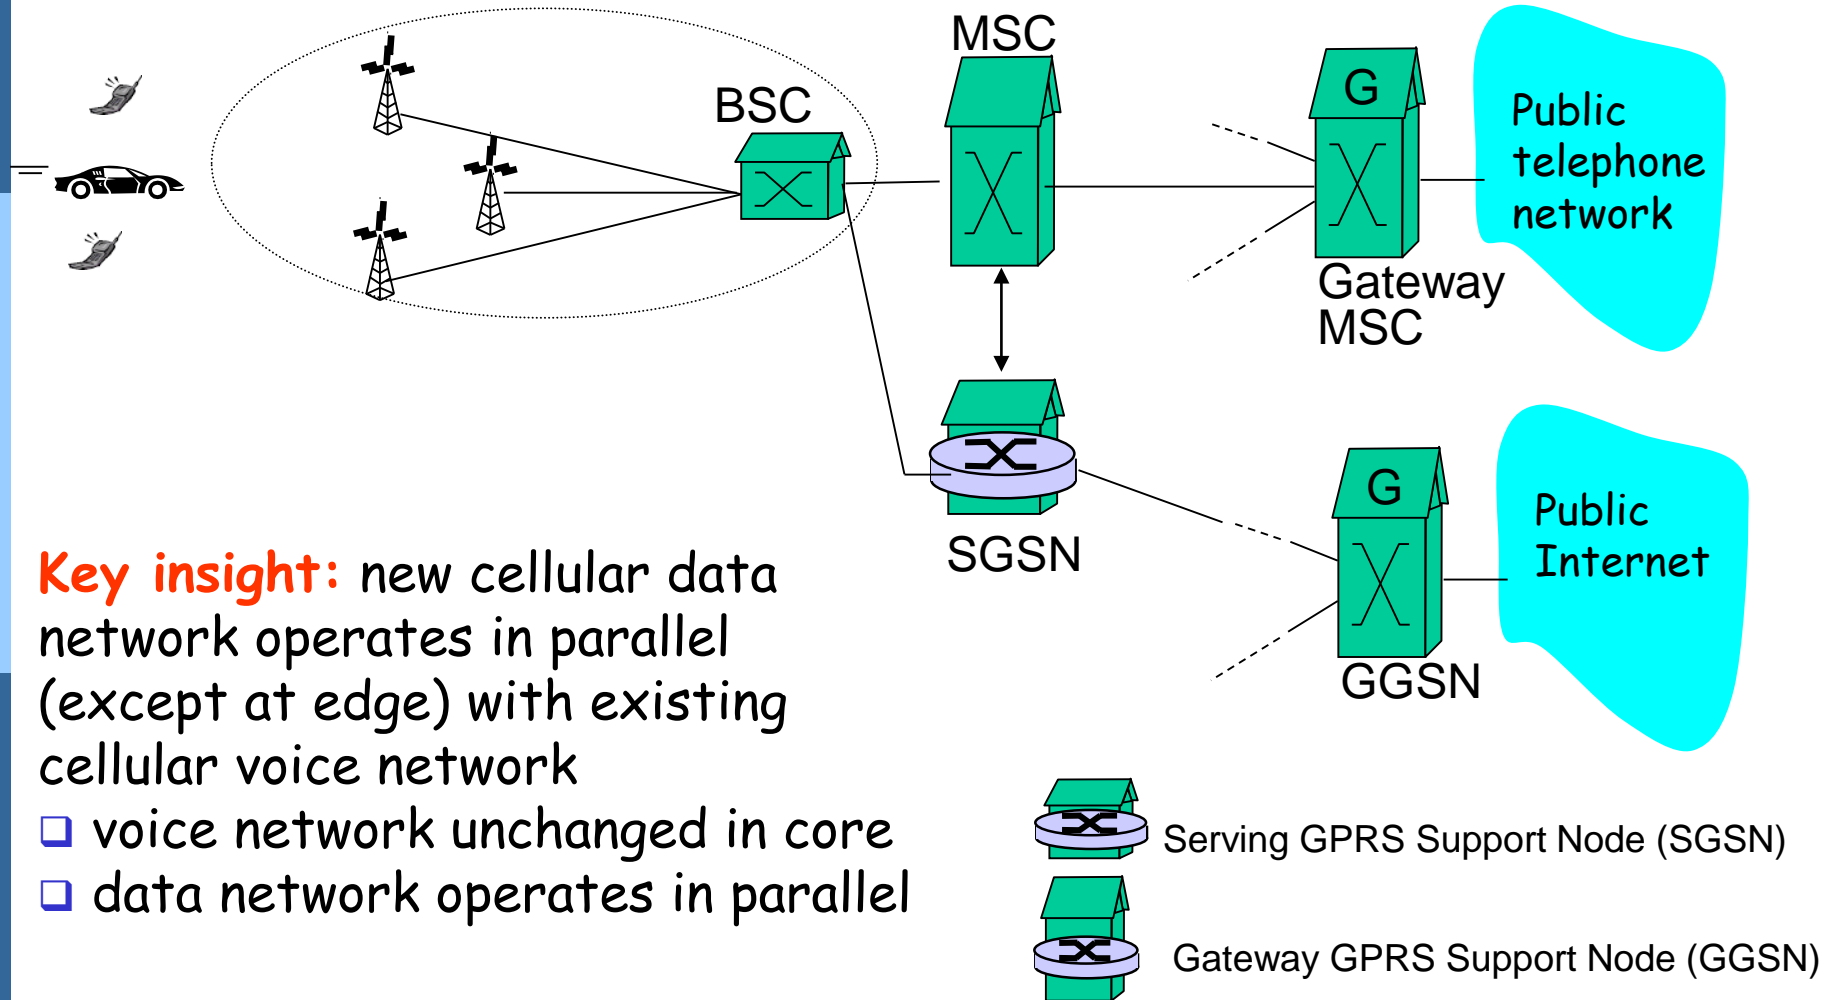 MSC
BSC
G
Public
telephone
network
Gateway
MSC
SGSN
G
Public
Internet
GGSN
Key insight: new cellular data
network operates in parallel
(except at edge) with existing
cellular voice network
voice network unchanged in core
data network operates in parallel
Serving GPRS Support Node (SGSN)
Gateway GPRS Support Node (GGSN)